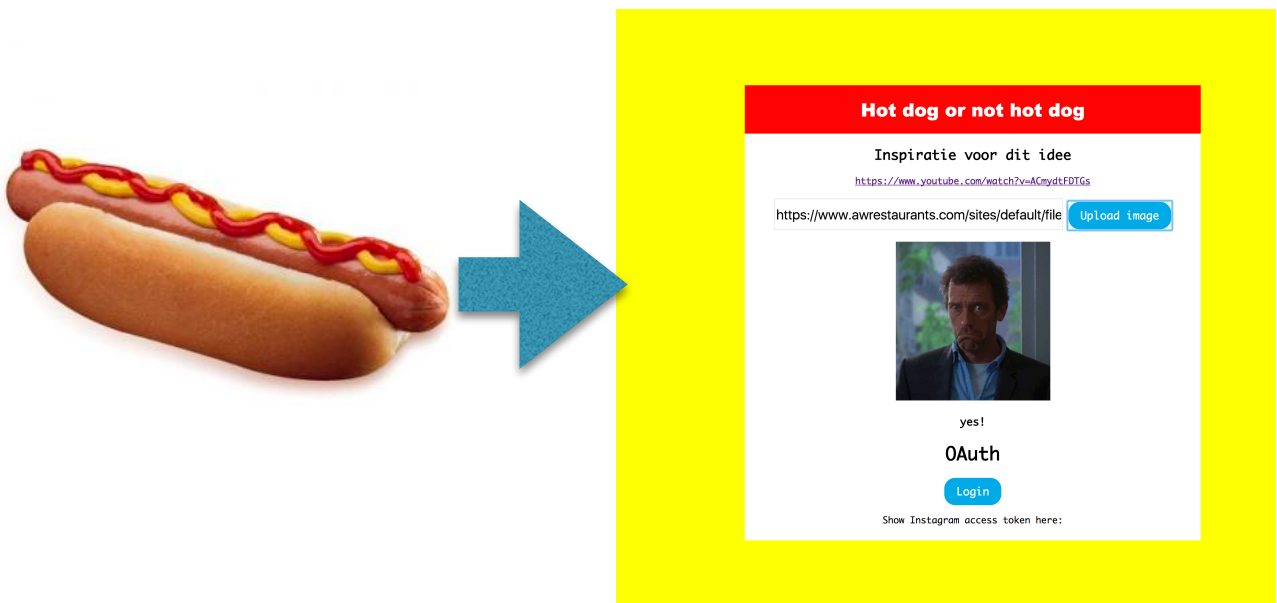 Hot dog or not hot dog
Inspiratie voor dit idee
https://www.youtube.com/watch?v=ACmydtFDTGs
https://www.awrestaurants.com/sites/default/file
Upload image
yes!
OAuth
Login
Show Instagram access token here: